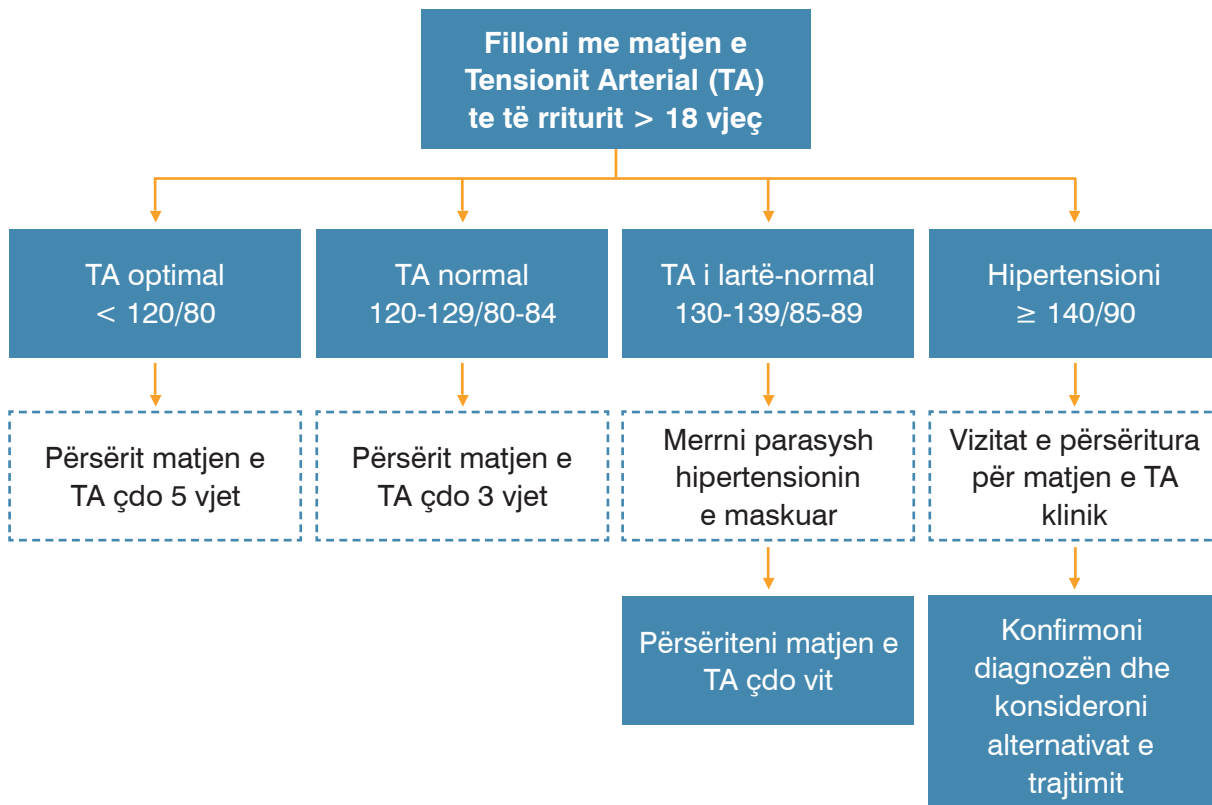 Filloni me matjen e
Tensionit Arterial (TA)
te të rriturit > 18 vjeç
TA optimal
< 120/80
TA normal
120-129/80-84
TA i lartë-normal
130-139/85-89
Hipertensioni
≥ 140/90
Përsërit matjen e
TA çdo 5 vjet
Përsërit matjen e
TA çdo 3 vjet
Merrni parasysh
hipertensionin
e maskuar
Vizitat e përsëritura
për matjen e TA
klinik
Përsëriteni matjen e
TA çdo vit
Konfirmoni
diagnozën dhe
konsideroni
alternativat e
trajtimit